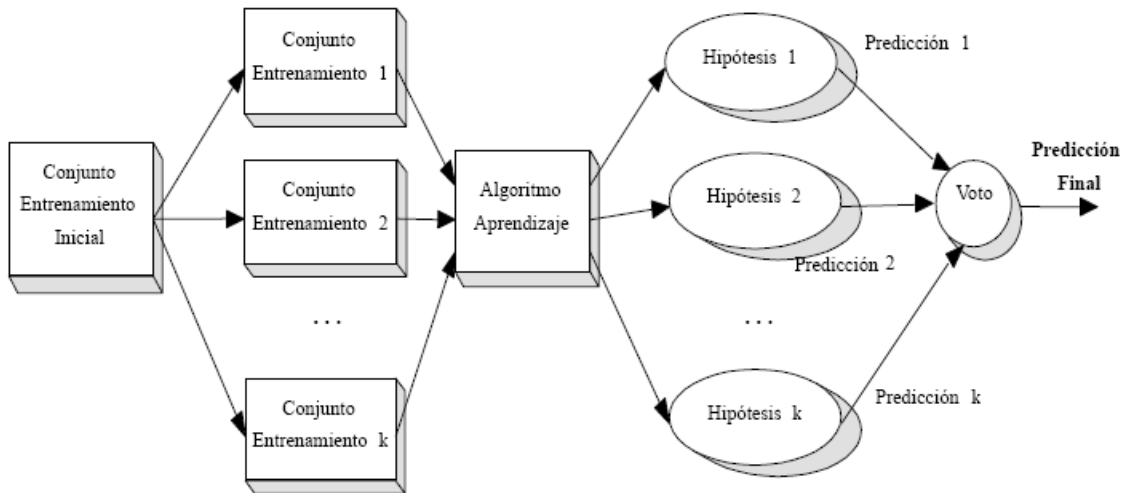 Conjunto
Entrenamiento
Inicial
Conjunto
Entrenamiento 1
Conjunto
Entrenamiento 2
...
Conjunto
Entrenamiento k
Algoritmo
Aprendizaje
Hipótesis 1
Predicción 1
Hipótesis 2
Predicción 2
...
Hipótesis k
Predicción k
Voto
Predicción
Final